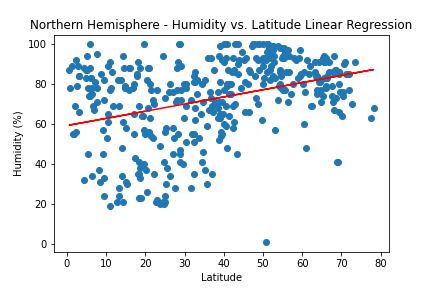 Northern Hemisphere - Humidity vs. Latitude Linear Regression
100
80
60
40
20
0
Humidity (%)
0 10 20 30 40 50 60 70 80
Latitude